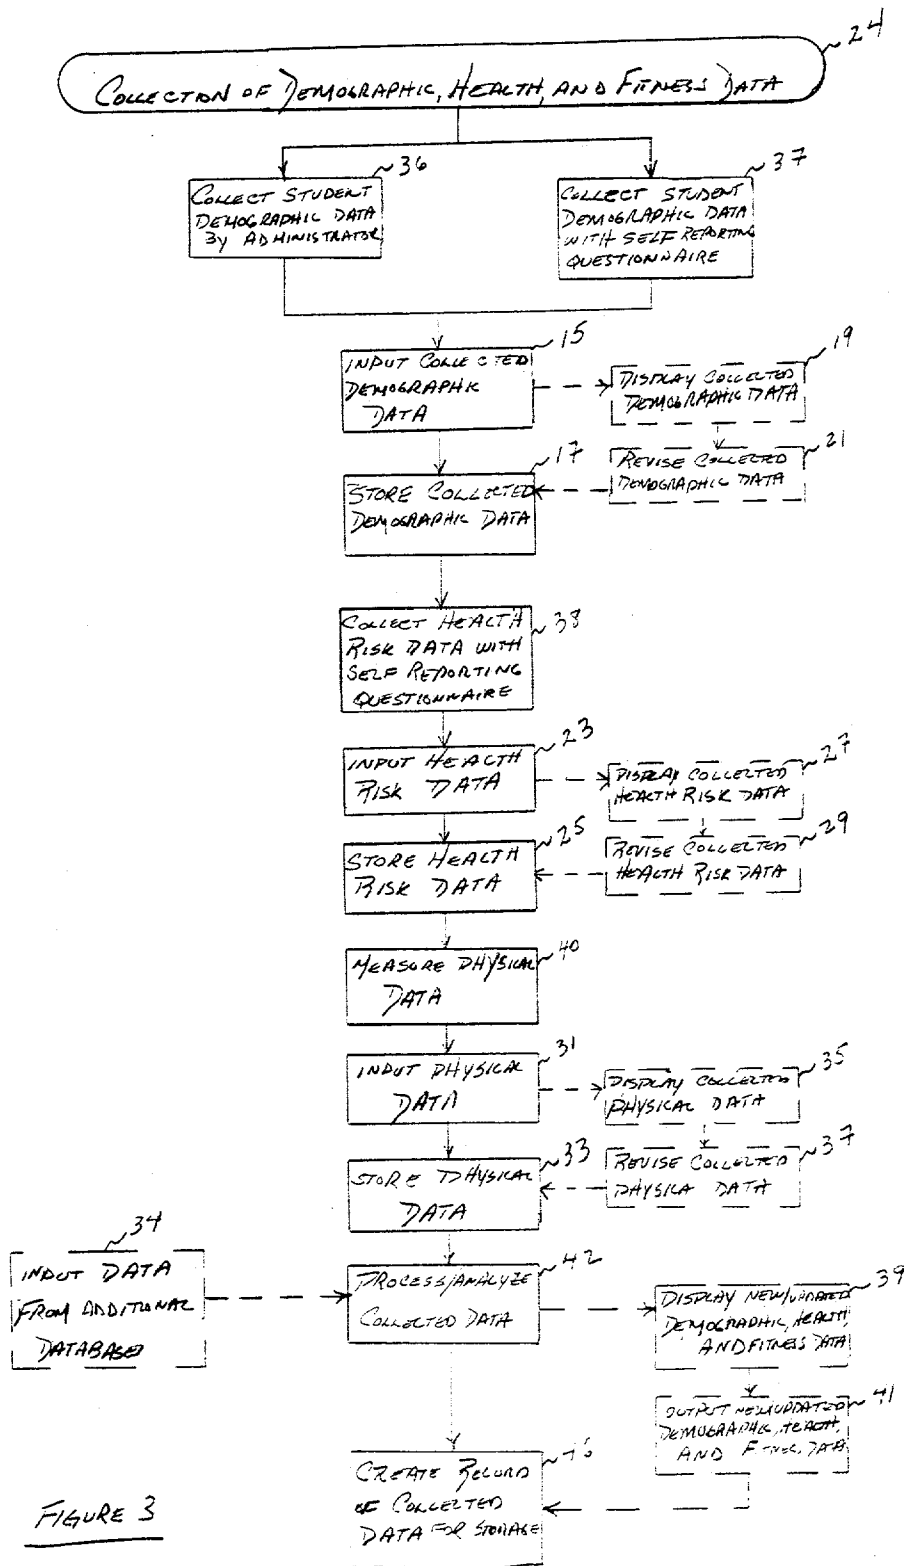 24
COLLECTION OF DEMOGRAPHIC, HEALTH, AND FITNESS DATA
36
COLLECT STUDENT
DEMOGRAPHIC DATA
By ADMINISTRATOR
37
COLLECT STUDENT
DEMOGRAPHIC DATA
WITH SELF REPORTING
QUESTIONNAIRE
15
INPUT COLLECTED
DEMOGRAPHIC
DATA
19
DISPLAY COLLECTED
DEMOGRAPHIC DATA
17
STORE COLLECTED
DEMOGRAPHIC DATA
21
REVISE COLLECTED
DEMOGRAPHIC DATA
38
COLLECT HEALTH
RISK DATA WITH
SELF REPORTING
QUESTIONNAIRE
23
INPUT HEALTH
RISK DATA
27
DISPLAY COLLECTED
HEALTH RISK DATA
25
STORE HEALTH
RISK DATA
29
REVISE COLLECTED
HEALTH RISK DATA
40
MEASURE PHYSICAL
DATA
31
INPUT PHYSICAL
DATA
35
DISPLAY COLLECTED
PHYSICAL DATA
33
STORE PHYSICAL
DATA
37
REVISE COLLECTED
PHYSICA DATA
34
INPUT DATA
FROM ADDITIONAL
DATABASE
42
PROCESS/ANALYZE
COLLECTED DATA
39
DISPLAY NEW/UPDATED
DEMOGRAPHIC, HEALTH,
AND FITNESS DATA
41
OUTPUT NEW/UPDATED
DEMOGRAPHIC, HEALTH,
AND DATA
CREATE RECORD
OF COLLECTED
DATA FOR STORAGE
FIGURE 3